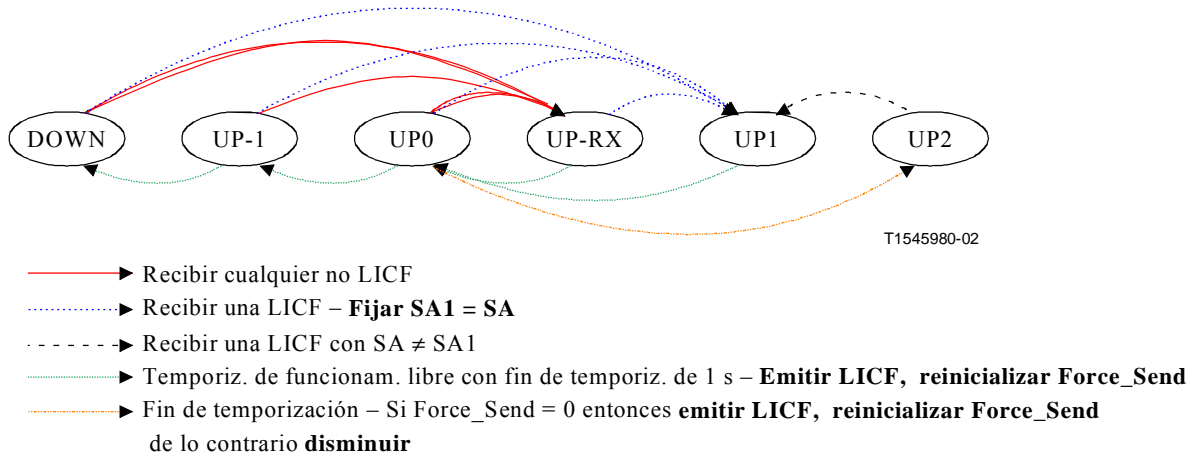 DOWN UP-1 UP0 UP-RX UP1 UP2
T1545980-02
Recibir cualquier no LICF
Recibir una LICF – Fijar SA1 = SA
Recibir una LICF con SA ≠ SA1
Temporiz. de funcionam. libre con fin de temporiz. de 1 s – Emitir LICF, reinicializar Force_Send
Fin de temporización – Si Force_Send = 0 entonces emitir LICF, reinicializar Force_Send
de lo contrario disminuir